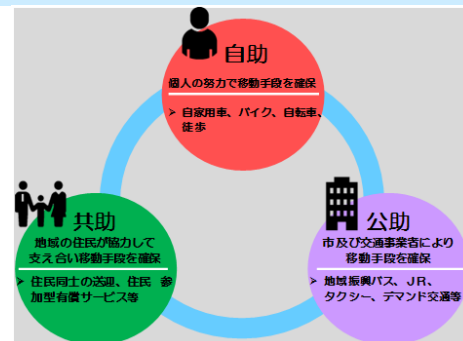 自助
個人の努力で移動手段を確保
➢ 自家用車、バイク、自転車、
徒歩
共助
地域の住民が協力して
支え合い移動手段を確保
➢ 住民同士の送迎、住民 参
加型有償サービス等
公助
市及び交通事業者により
移動手段を確保
➢ 地域振興バス、JR、
タクシー、デマンド交通等